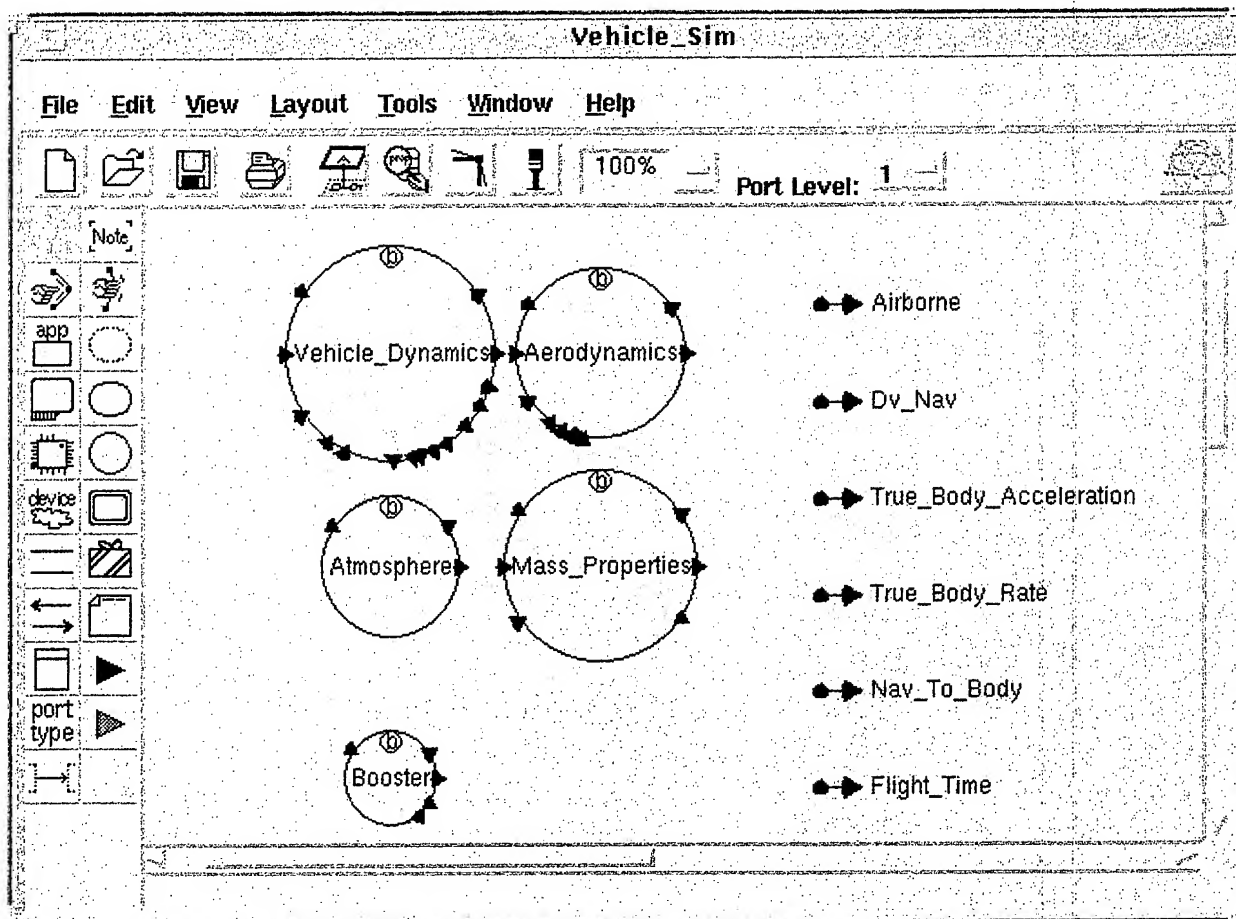 Vehicle_Sim
File Edit View Layout Tools Window Help
100% Port Level: 1
Note
app
device
port
type
b
Vehicle_Dynamics
b
Aerodynamics
b
Atmosphere
b
Mass_Properties
b
Booster
Airborne
Dv_Nav
True_Body_Acceleration
True_Body_Rate
Nav_To_Body
Flight_Time